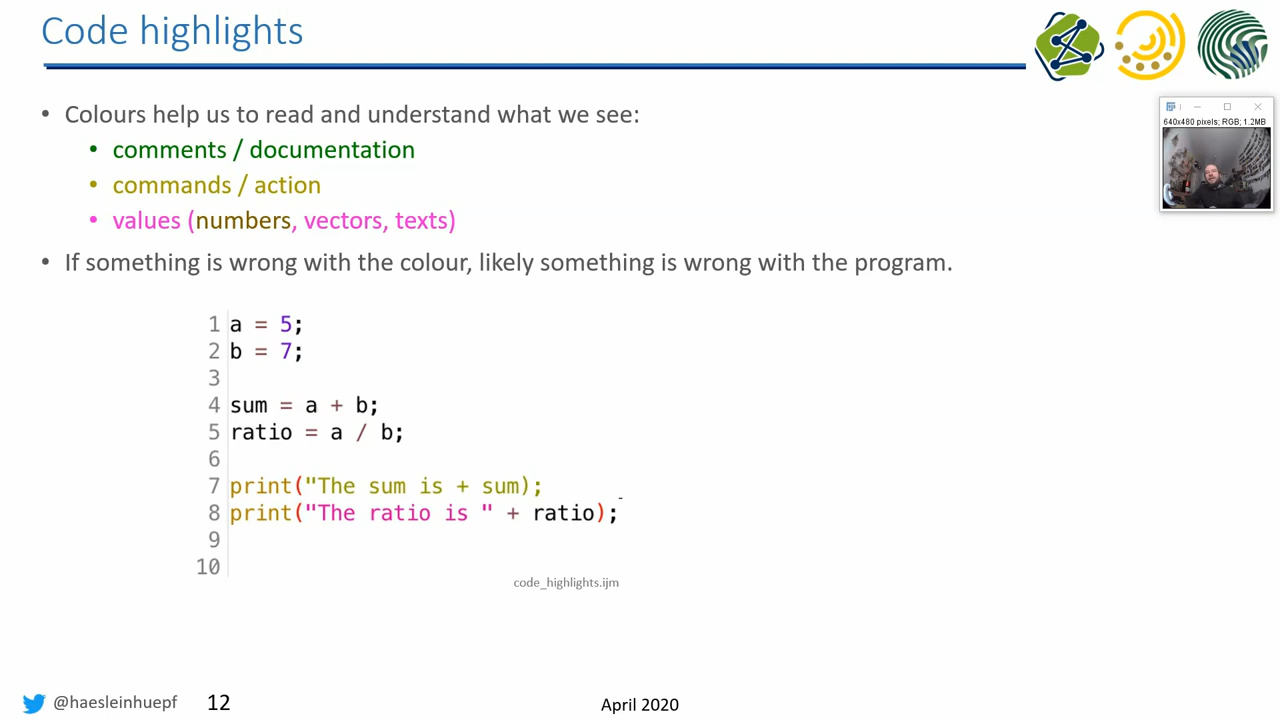 Code highlights
• Colours help us to read and understand what we see:
• comments / documentation
• commands / action
• values (numbers, vectors, texts)
• If something is wrong with the colour, likely something is wrong with the program.
640x480 pixels; RGB; 1.2MB
1 a = 5;
2 b = 7;
3
4 sum = a + b;
5 ratio = a / b;
6
7 print("The sum is + sum);
8 print("The ratio is " + ratio);
9
10
code_highlights.ijm
@haesleinhuepf 12 April 2020